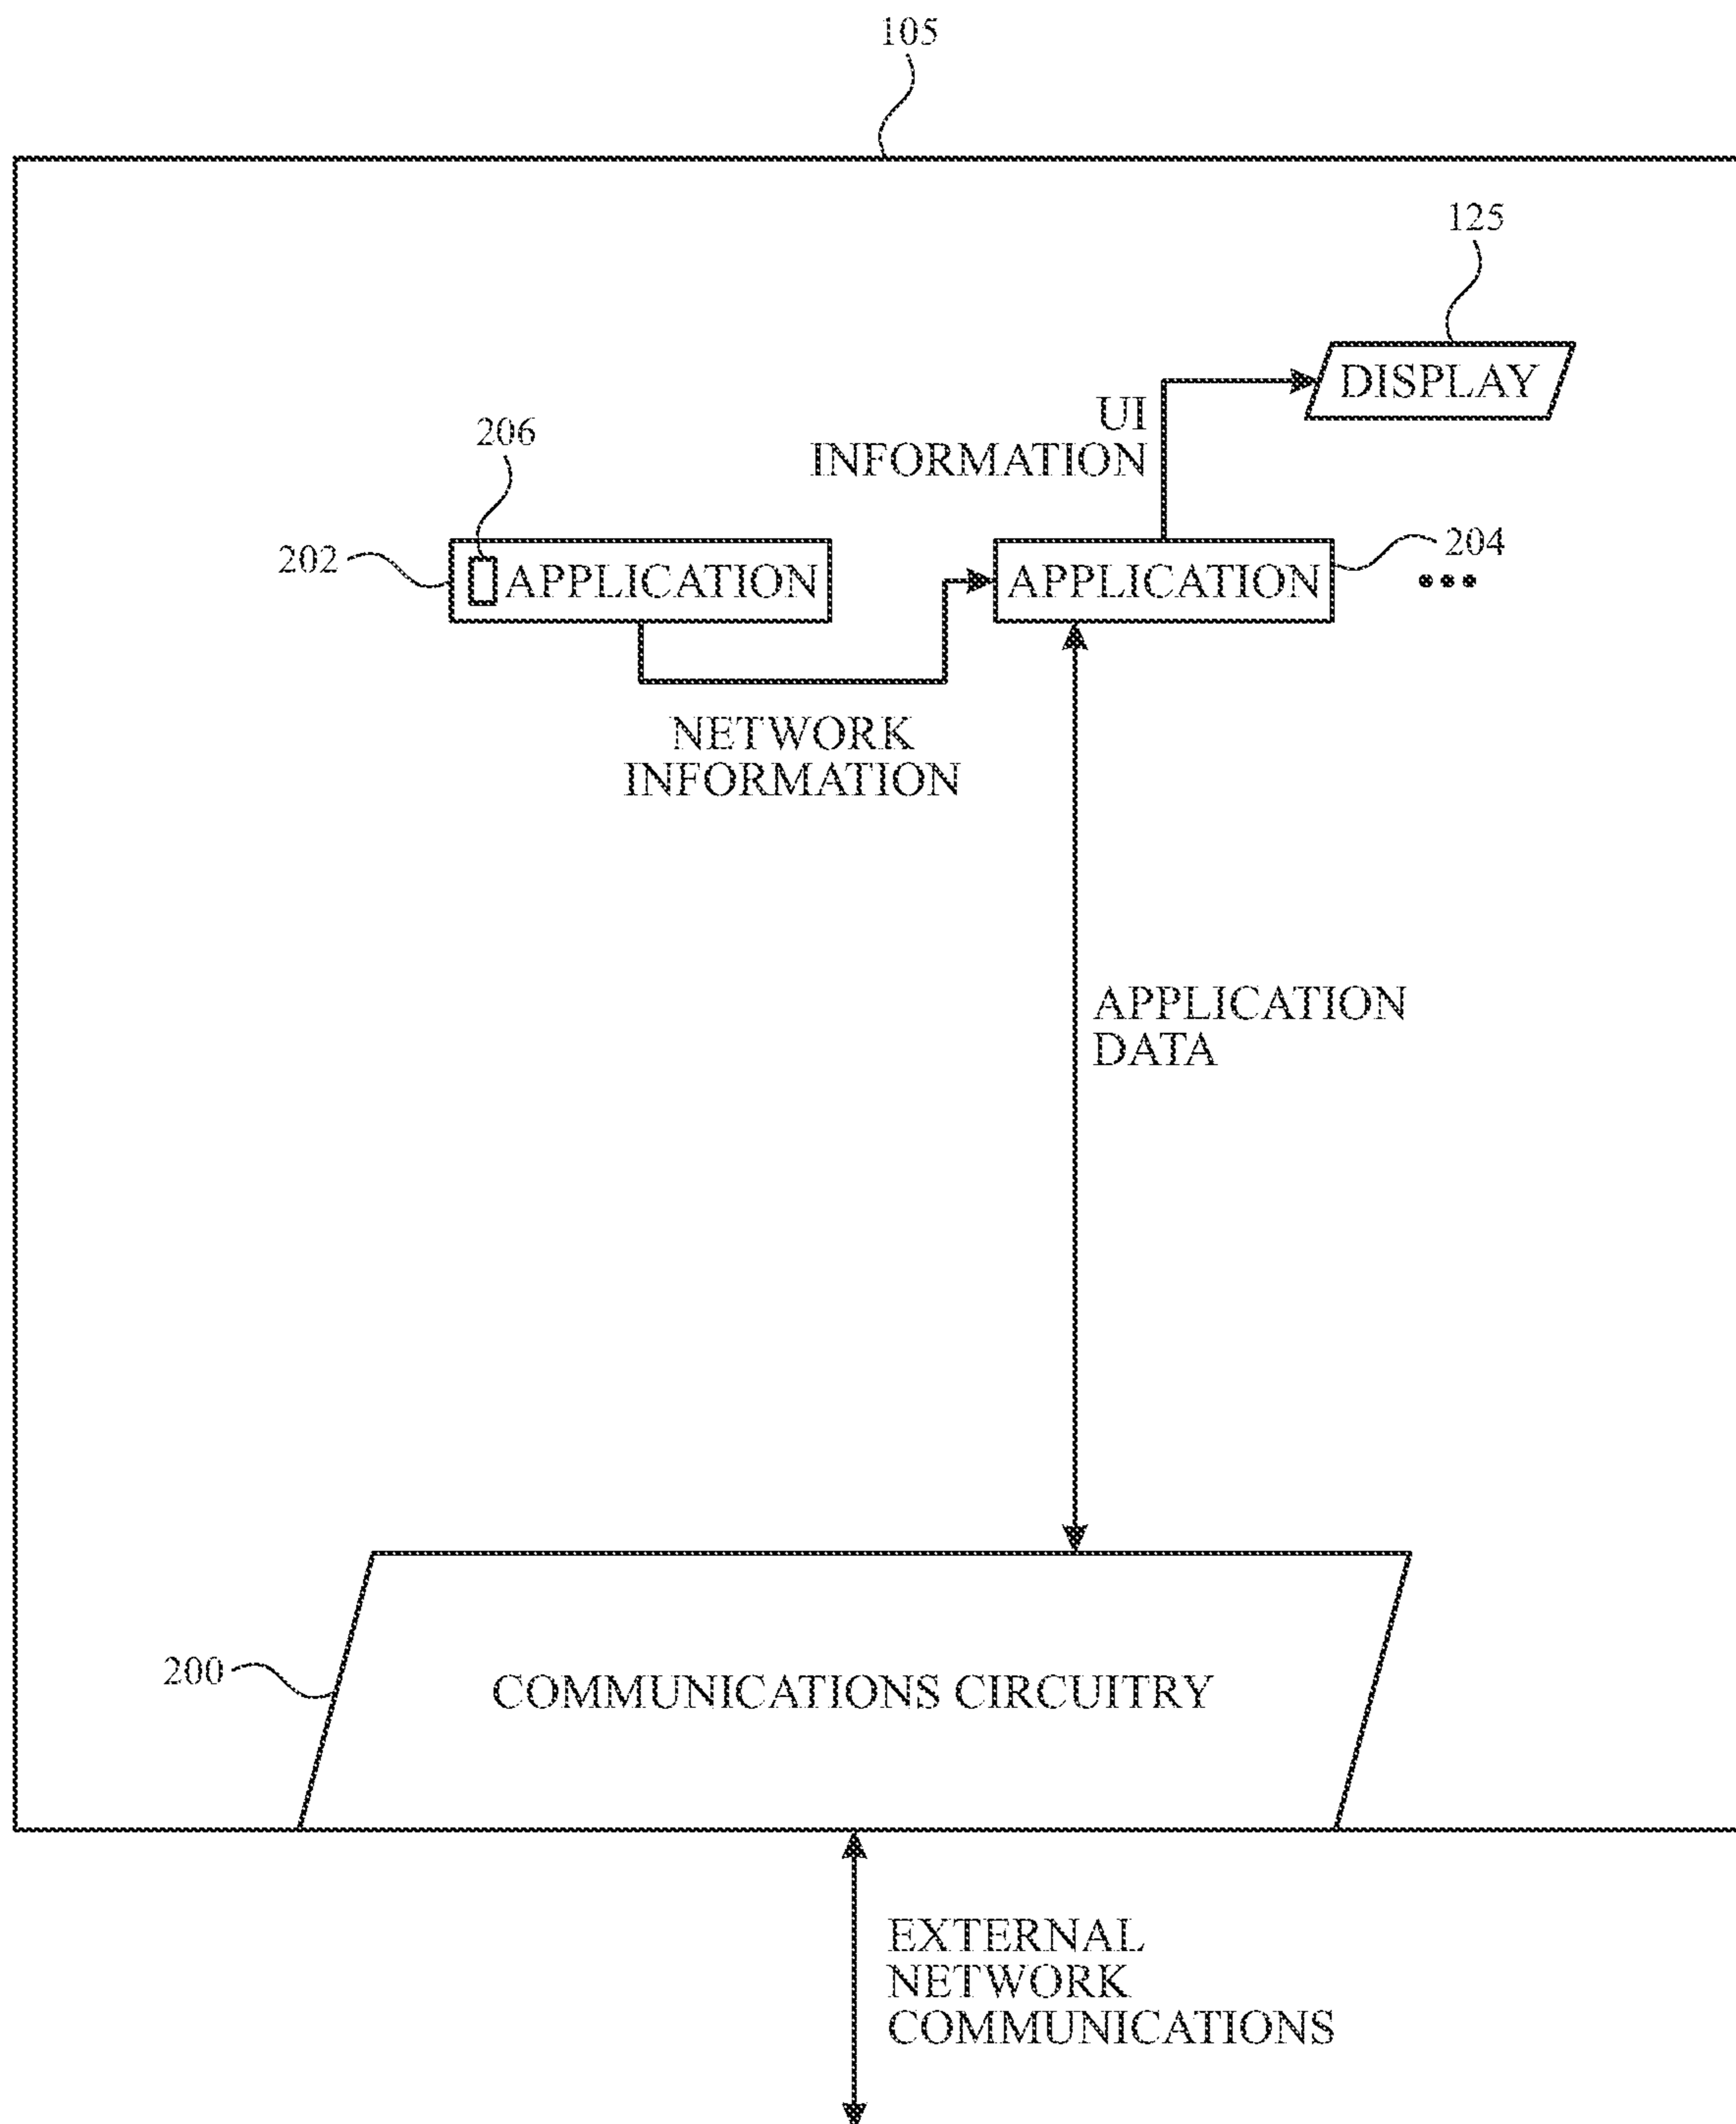 105
125
DISPLAY
UI
INFORMATION
206
202
APPLICATION
APPLICATION
204
NETWORK
INFORMATION
APPLICATION
DATA
200
COMMUNICATIONS CIRCUITRY
EXTERNAL
NETWORK
COMMUNICATIONS